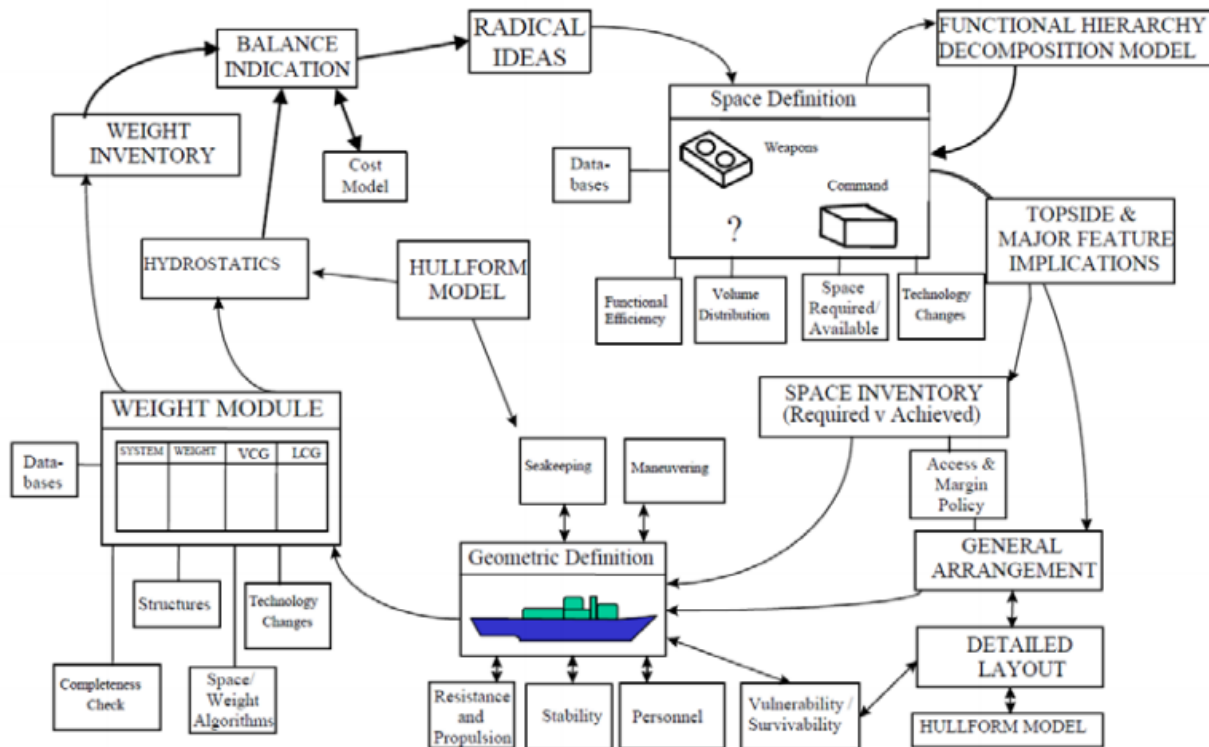 BALANCE
INDICATION
RADICAL
IDEAS
FUNCTIONAL HIERARCHY
DECOMPOSITION MODEL
WEIGHT
INVENTORY
Cost
Model
Space Definition
Weapons
Command
?
Data-
bases
TOPSIDE &
MAJOR FEATURE
IMPLICATIONS
HYDROSTATICS
HULLFORM
MODEL
Functional
Efficiency
Volume
Distribution
Space
Required/
Available
Technology
Changes
WEIGHT MODULE
SYSTEM WEIGHT VCG LCG
Data-
bases
SPACE INVENTORY
(Required v Achieved)
Seakeeping
Maneuvering
Access &
Margin
Policy
Geometric Definition
GENERAL
ARRANGEMENT
Structures
Technology
Changes
Completeness
Check
Space/
Weight
Algorithms
DETAILED
LAYOUT
Resistance
and
Propulsion
Stability
Personnel
Vulnerability /
Survivability
HULLFORM MODEL